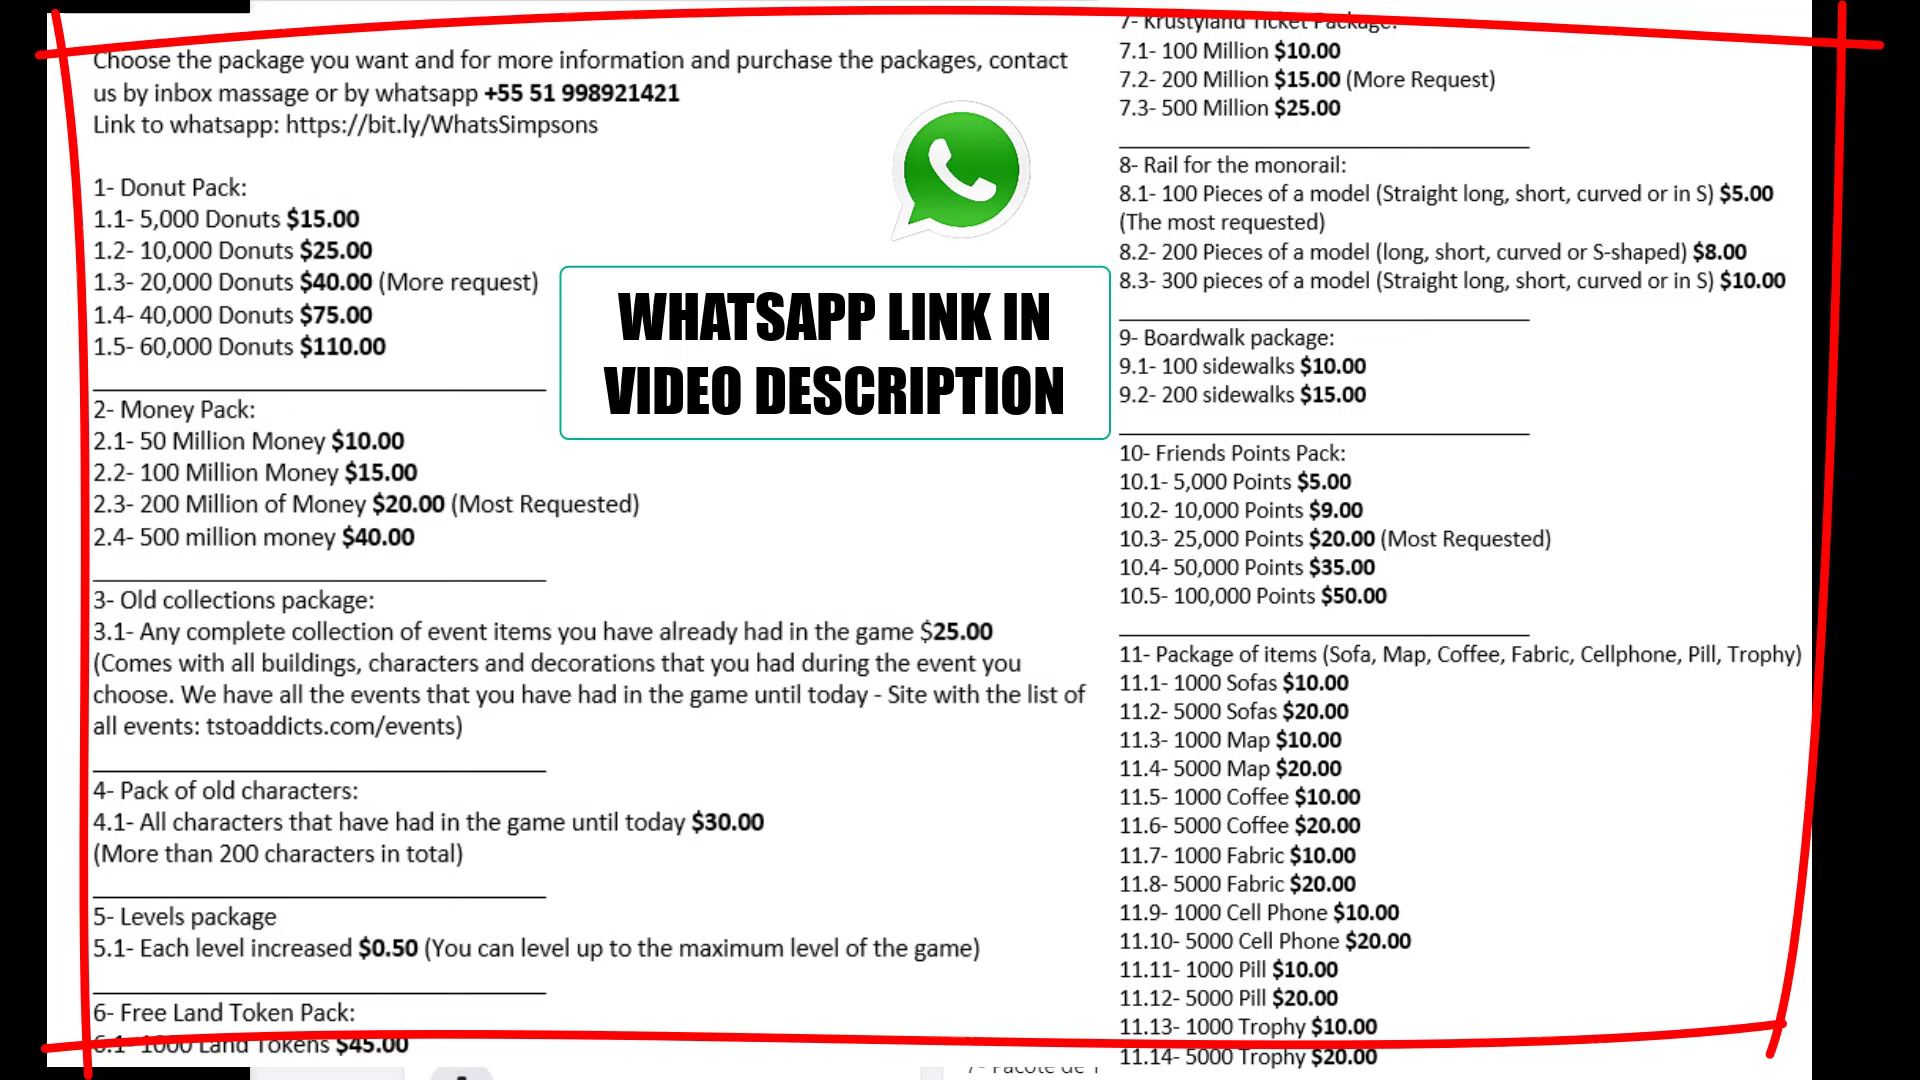 Choose the package you want and for more information and purchase the packages, contact
us by inbox massage or by whatsapp +55 51 998921421
Link to whatsapp: https://bit.ly/WhatsSimpsons
1- Donut Pack:
1.1- 5,000 Donuts $15.00
1.2- 10,000 Donuts $25.00
1.3- 20,000 Donuts $40.00 (More request)
1.4- 40,000 Donuts $75.00
1.5- 60,000 Donuts $110.00
WHATSAPP LINK IN
VIDEO DESCRIPTION
2- Money Pack:
2.1- 50 Million Money $10.00
2.2- 100 Million Money $15.00
2.3- 200 Million of Money $20.00 (Most Requested)
2.4- 500 million money $40.00
3- Old collections package:
3.1- Any complete collection of event items you have already had in the game $25.00
(Comes with all buildings, characters and decorations that you had during the event you
choose. We have all the events that you have had in the game until today - Site with the list of
all events: tstoaddicts.com/events)
4- Pack of old characters:
4.1- All characters that have had in the game until today $30.00
(More than 200 characters in total)
5- Levels package
5.1- Each level increased $0.50 (You can level up to the maximum level of the game)
6- Free Land Token Pack:
6.1- 1000 Land Tokens $45.00
7- Krustyland Ticket Package:
7.1- 100 Million $10.00
7.2- 200 Million $15.00 (More Request)
7.3- 500 Million $25.00
8- Rail for the monorail:
8.1- 100 Pieces of a model (Straight long, short, curved or in S) $5.00
(The most requested)
8.2- 200 Pieces of a model (long, short, curved or S-shaped) $8.00
8.3- 300 pieces of a model (Straight long, short, curved or in S) $10.00
9- Boardwalk package:
9.1- 100 sidewalks $10.00
9.2- 200 sidewalks $15.00
10- Friends Points Pack:
10.1- 5,000 Points $5.00
10.2- 10,000 Points $9.00
10.3- 25,000 Points $20.00 (Most Requested)
10.4- 50,000 Points $35.00
10.5- 100,000 Points $50.00
11- Package of items (Sofa, Map, Coffee, Fabric, Cellphone, Pill, Trophy)
11.1- 1000 Sofas $10.00
11.2- 5000 Sofas $20.00
11.3- 1000 Map $10.00
11.4- 5000 Map $20.00
11.5- 1000 Coffee $10.00
11.6- 5000 Coffee $20.00
11.7- 1000 Fabric $10.00
11.8- 5000 Fabric $20.00
11.9- 1000 Cell Phone $10.00
11.10- 5000 Cell Phone $20.00
11.11- 1000 Pill $10.00
11.12- 5000 Pill $20.00
11.13- 1000 Trophy $10.00
11.14- 5000 Trophy $20.00
7- Pacote de